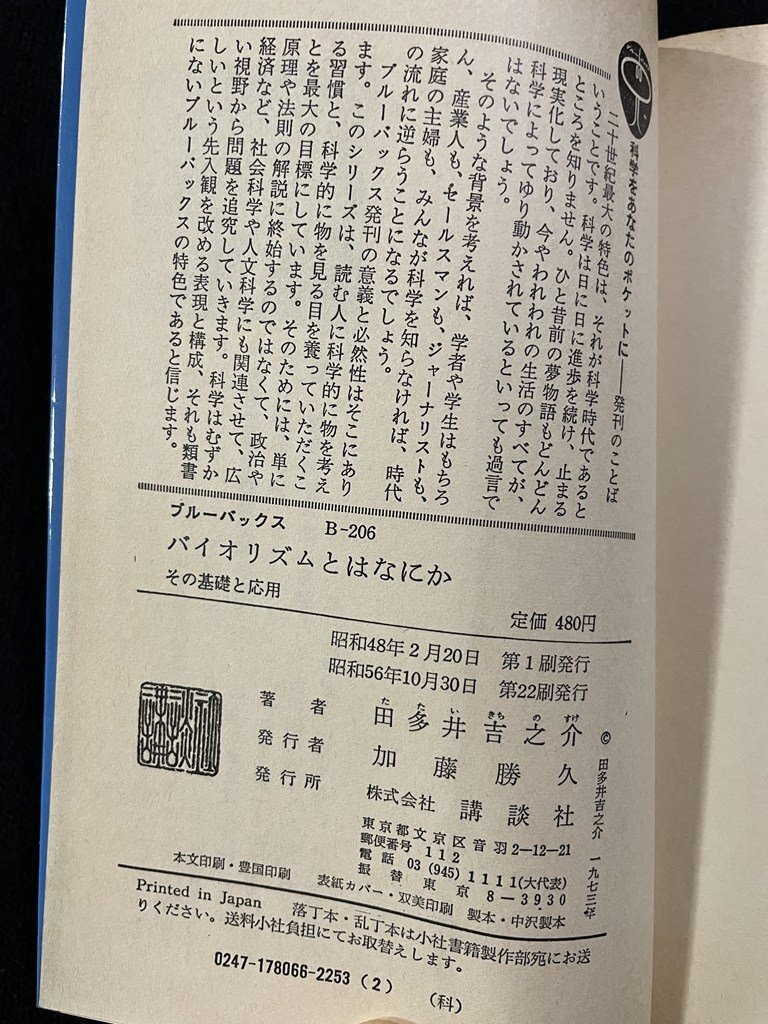 科学をあなたのポケットに――発刊のことば
二十世紀最大の特色は、それが科学時代であると
いうことです。科学は日に日に進歩を続け、止まる
ところを知りません。ひと昔前の夢物語もどんどん
現実化しており、今やわれわれの生活のすべてが、
科学によってゆり動かされているといっても過言で
はないでしょう。
そのような背景を考えれば、学者や学生はもちろ
ん、産業人も、セールスマンも、ジャーナリストも、
家庭の主婦も、みんなが科学を知らなければ、時代
の流れに逆らうことになるでしょう。
ブルーバックス発刊の意義と必然性はそこにあり
ます。このシリーズは、読む人に科学的に物を考え
る習慣と、科学的に物を見る目を養っていただくこ
とを最大の目標にしています。そのためには、単に
原理や法則の解説に終始するのではなくて、政治や
経済など、社会科学や人文科学にも関連させて、広
い視野から問題を追究していきます。科学はむずか
しいという先入観を改める表現と構成、それも類書
にないブルーバックスの特色であると信じます。
ブルーバックス B-206
バイオリズムとはなにか
その基礎と応用
定価 480円
昭和48年2月20日 第1刷発行
昭和56年10月30日 第22刷発行
著者 田多井吉之介
た た い きち の すけ
発行者 加藤勝久
発行所 株式会社 講談社
東京都文京区音羽2-12-21
郵便番号 112
電話 03 (945) 1111(大代表)
振替 東京 8-3930
© 田多井吉之介 一九七三年
本文印刷・豊国印刷 表紙カバー・双美印刷 製本・中沢製本
Printed in Japan 落丁本・乱丁本は小社書籍製作部宛にお送
りください。送料小社負担にてお取替えします。
0247-178066-2253 (2) (科)